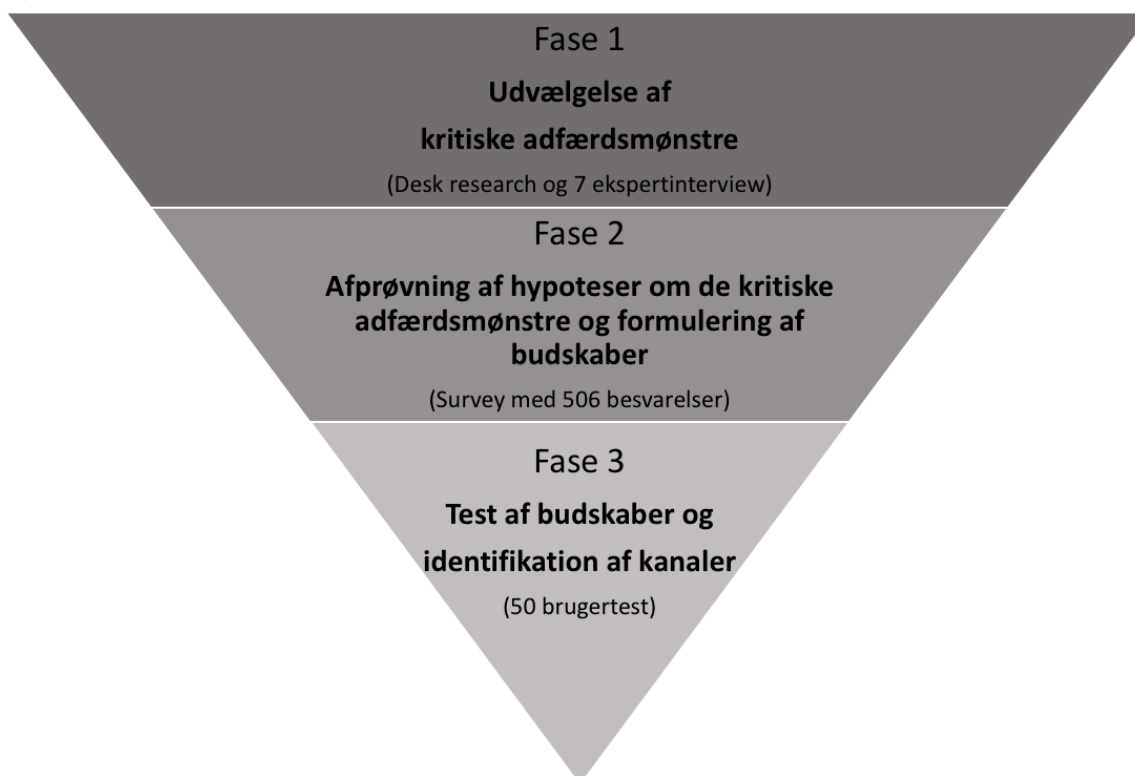 Fase 1
Udvælgelse af
kritiske adfærdsmønstre
(Desk research og 7 ekspertinterview)
Fase 2
Afprøvning af hypoteser om de kritiske
adfærdsmønstre og formulering af
budskaber
(Survey med 506 besvarelser)
Fase 3
Test af budskaber og
identifikation af kanaler
(50 brugertest)